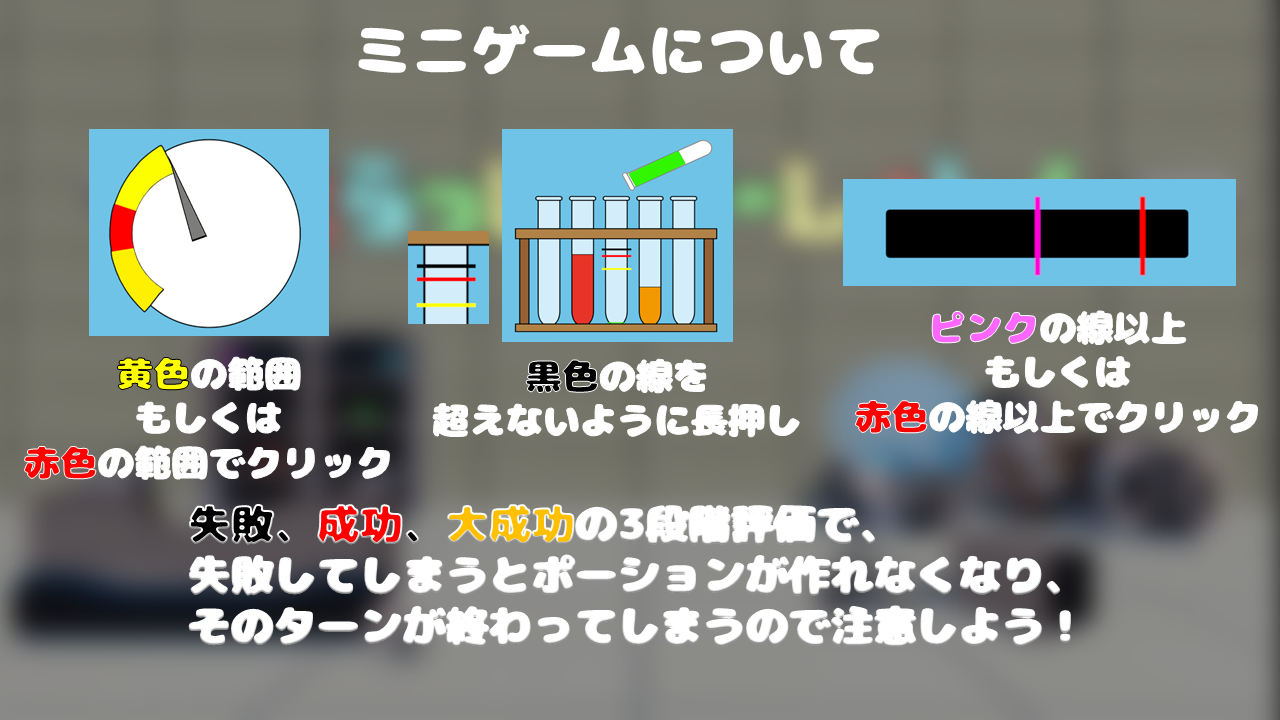 ミニゲームについて
黄色の範囲
もしくは
赤色の範囲でクリック
黒色の線を
超えないように長押し
ピンクの線以上
もしくは
赤色の線以上でクリック
失敗、成功、大成功の3段階評価で、
失敗してしまうとポーションが作れなくなり、
そのターンが終わってしまうので注意しよう！